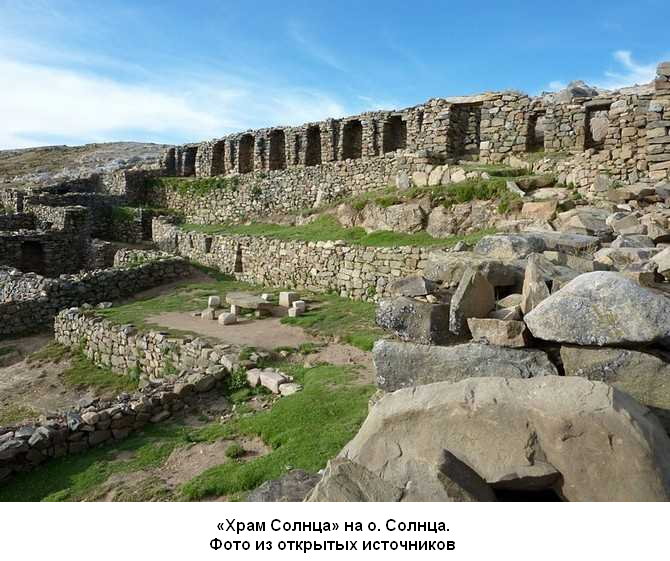 «Храм Солнца» на о. Солнца.
Фото из открытых источников